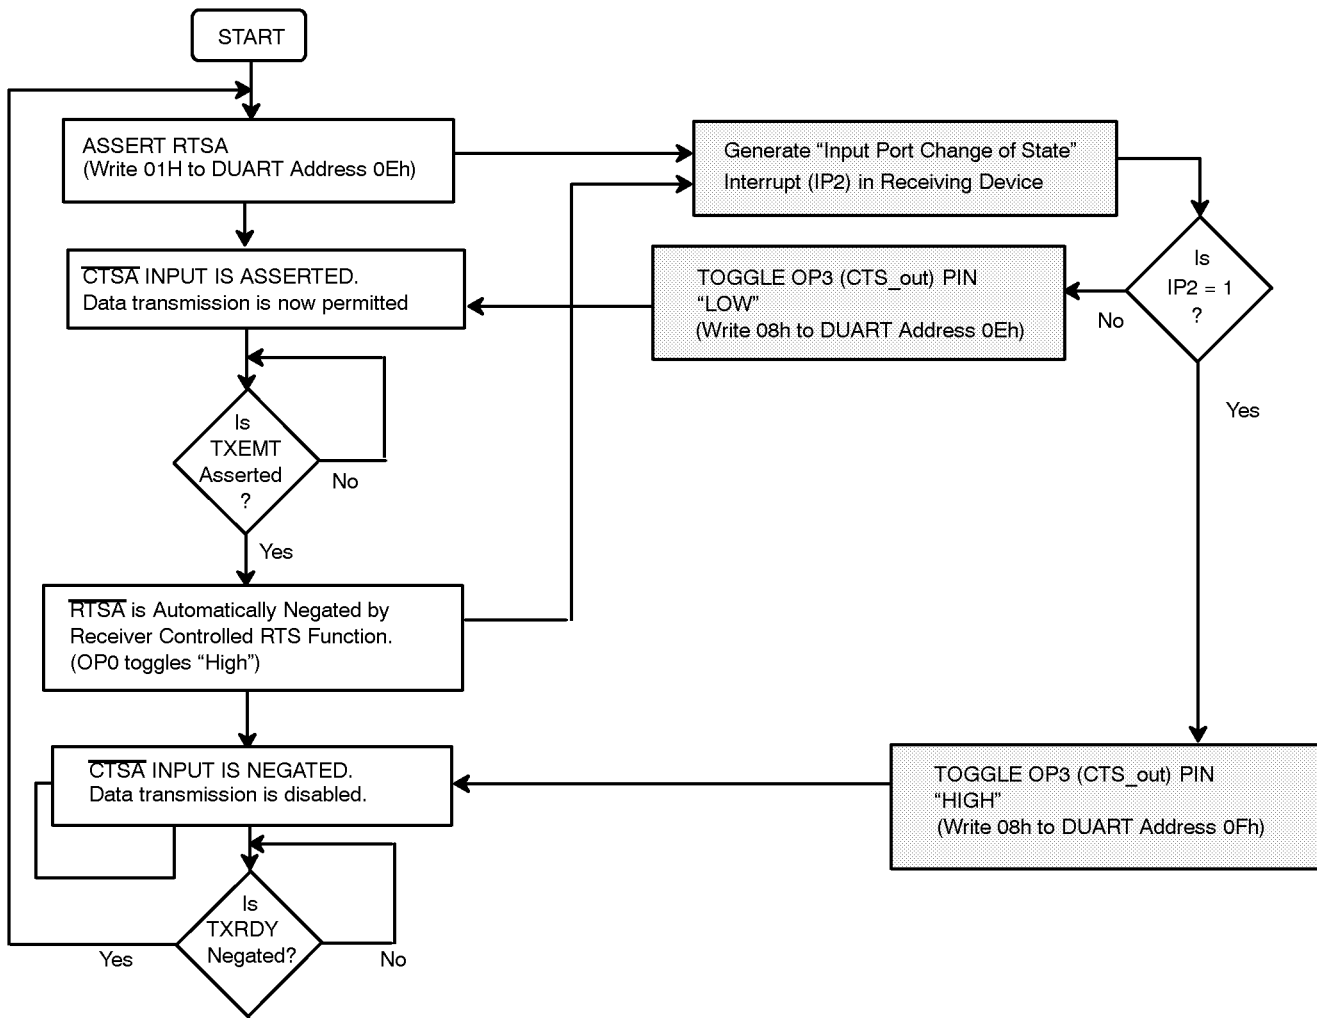 START
ASSERT RTSA
(Write 01H to DUART Address 0Eh)
Generate “Input Port Change of State”
Interrupt (IP2) in Receiving Device
CTSA INPUT IS ASSERTED.
Data transmission is now permitted
TOGGLE OP3 (CTS_out) PIN
“LOW”
(Write 08h to DUART Address 0Eh)
Is
IP2 = 1
?
No
Yes
Is
TXEMT
Asserted
?
No
Yes
RTSA is Automatically Negated by
Receiver Controlled RTS Function.
(OP0 toggles “High”)
CTSA INPUT IS NEGATED.
Data transmission is disabled.
TOGGLE OP3 (CTS_out) PIN
“HIGH”
(Write 08h to DUART Address 0Fh)
Is
TXRDY
Negated?
Yes
No